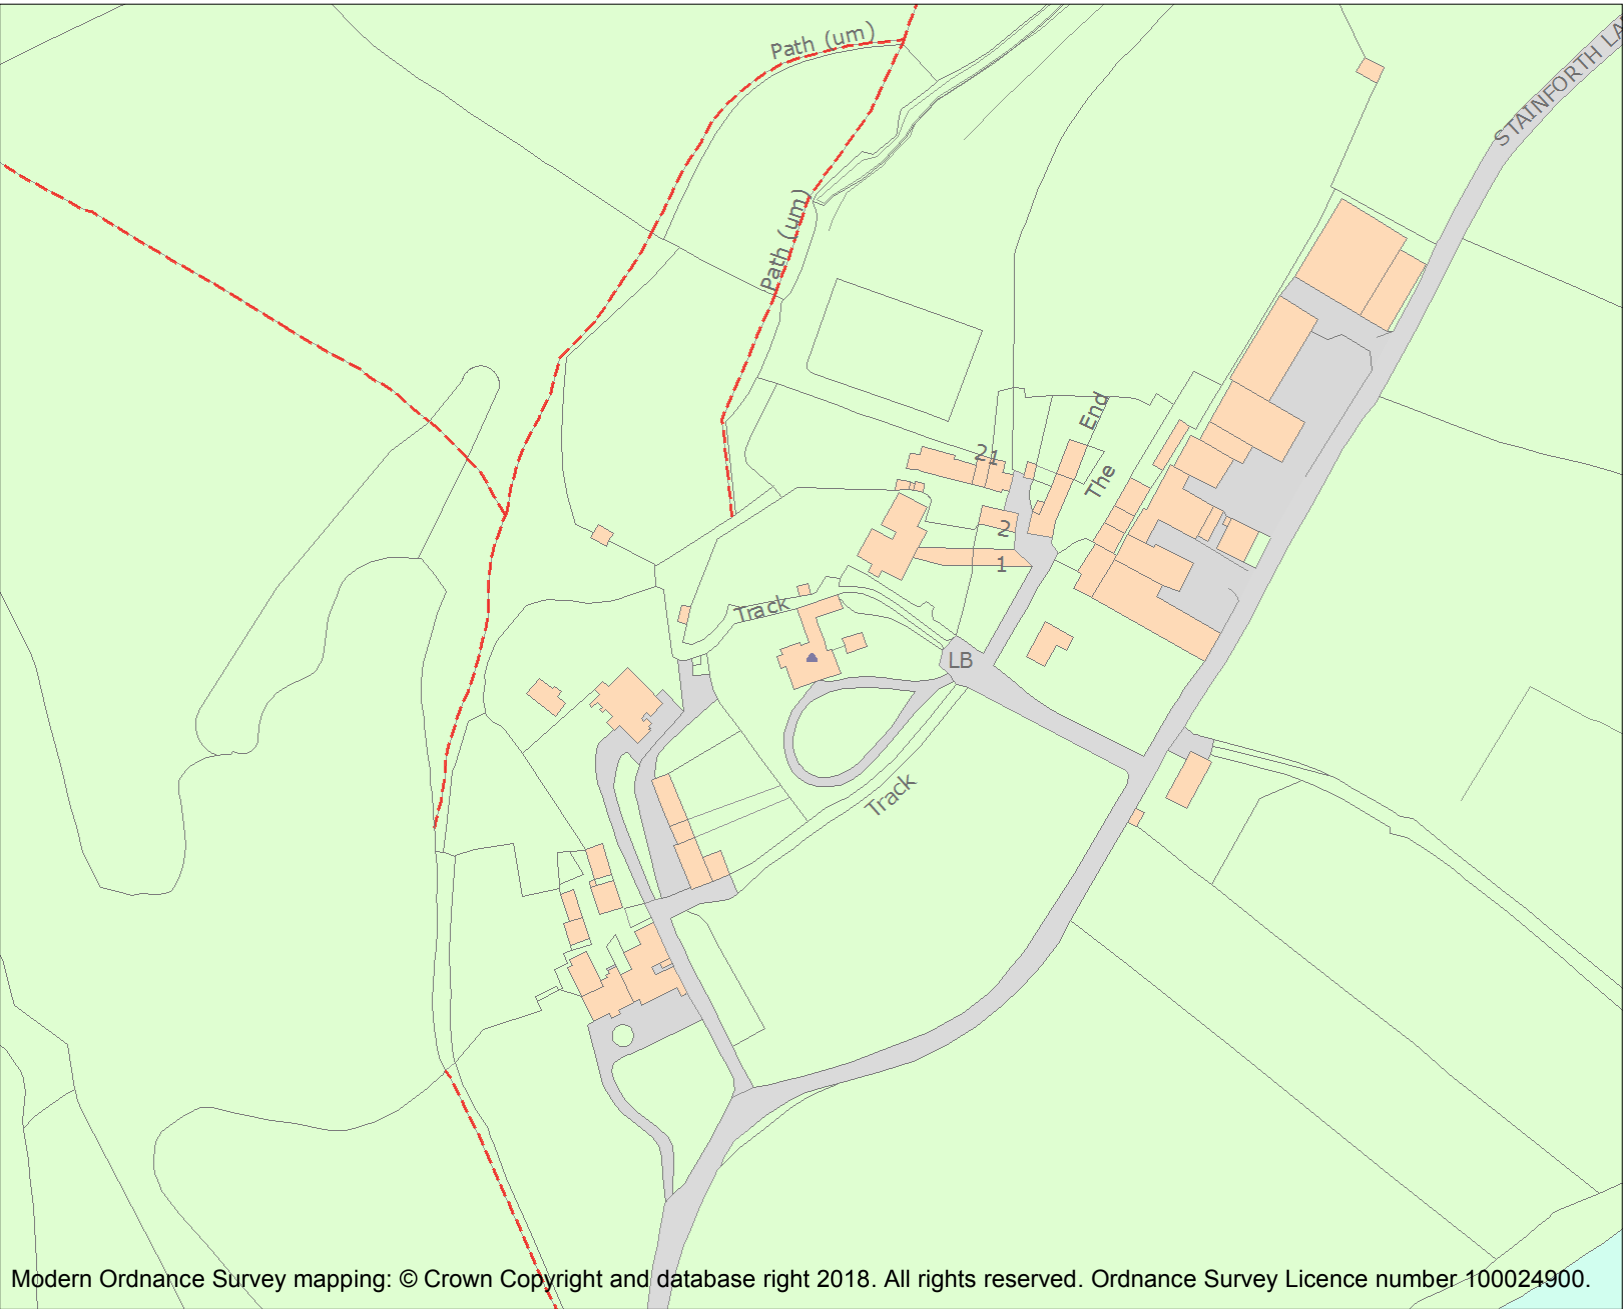 Path (um)
STAINFORTH LA
Path (um)
End
21
The
2
1
Track
LB
Track
Modern Ordnance Survey mapping: © Crown Copyright and database right 2018. All rights reserved. Ordnance Survey Licence number 100024900.